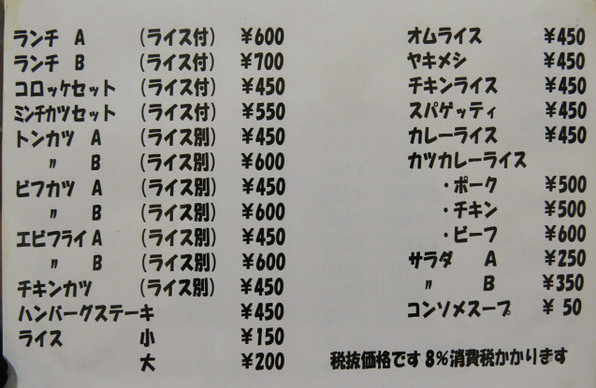 ランチ A (ライス付) ¥600
ランチ B (ライス付) ¥700
コロッケセット (ライス付) ¥450
ミンチカツセット (ライス付) ¥550
トンカツ A (ライス別) ¥450
〃 B (ライス別) ¥600
ビフカツ A (ライス別) ¥450
〃 B (ライス別) ¥600
エビフライ A (ライス別) ¥450
〃 B (ライス別) ¥600
チキンカツ (ライス別) ¥450
ハンバーグステーキ ¥450
ライス 小 ¥150
大 ¥200
オムライス ¥450
ヤキメシ ¥450
チキンライス ¥450
スパゲッティ ¥450
カレーライス ¥450
カツカレーライス
・ポーク ¥500
・チキン ¥500
・ビーフ ¥600
サラダ A ¥250
〃 B ¥350
コンソメスープ ¥ 50
税抜価格です 8%消費税かかります